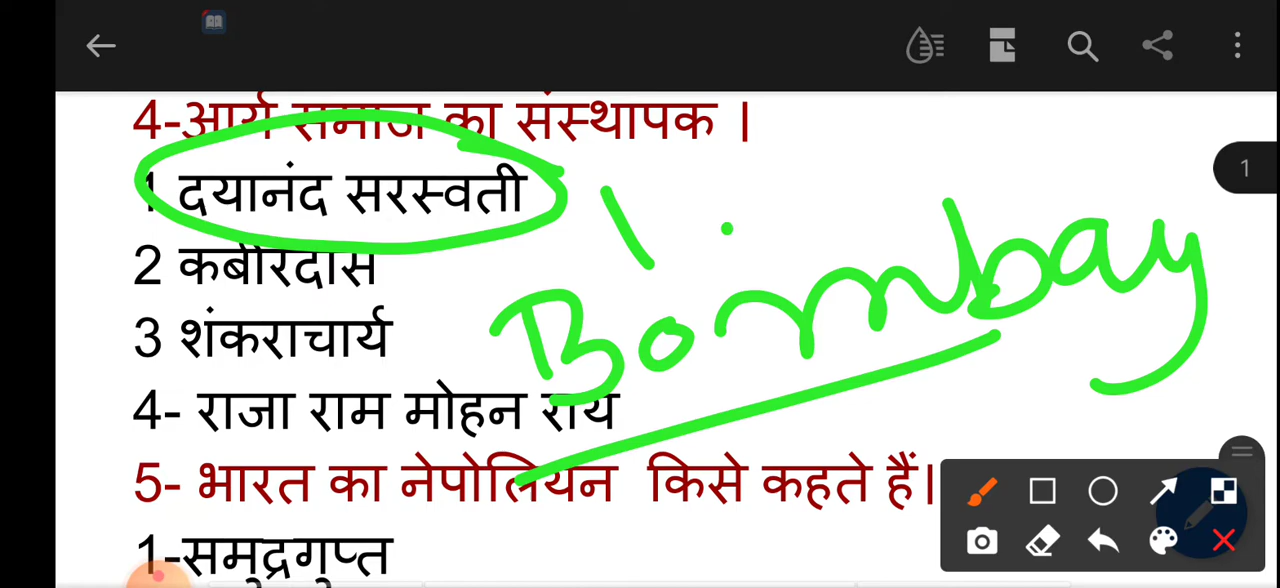 4-आर्य समाज का संस्थापक ।
1 दयानंद सरस्वती
2 कबीरदास
3 शंकराचार्य
Bombay
4- राजा राम मोहन राय
5- भारत का नेपोलियन किसे कहते हैं।
1-समुद्रगुप्त
1